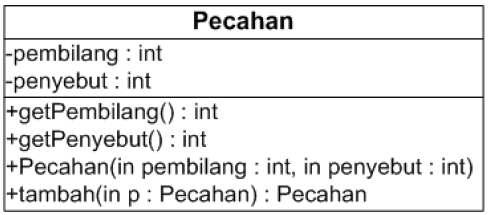 Pecahan
-pembilang : int
-penyebut : int
+getPembilang() : int
+getPenyebut() : int
+Pecahan(in pembilang : int, in penyebut : int)
+tambah(in p : Pecahan) : Pecahan